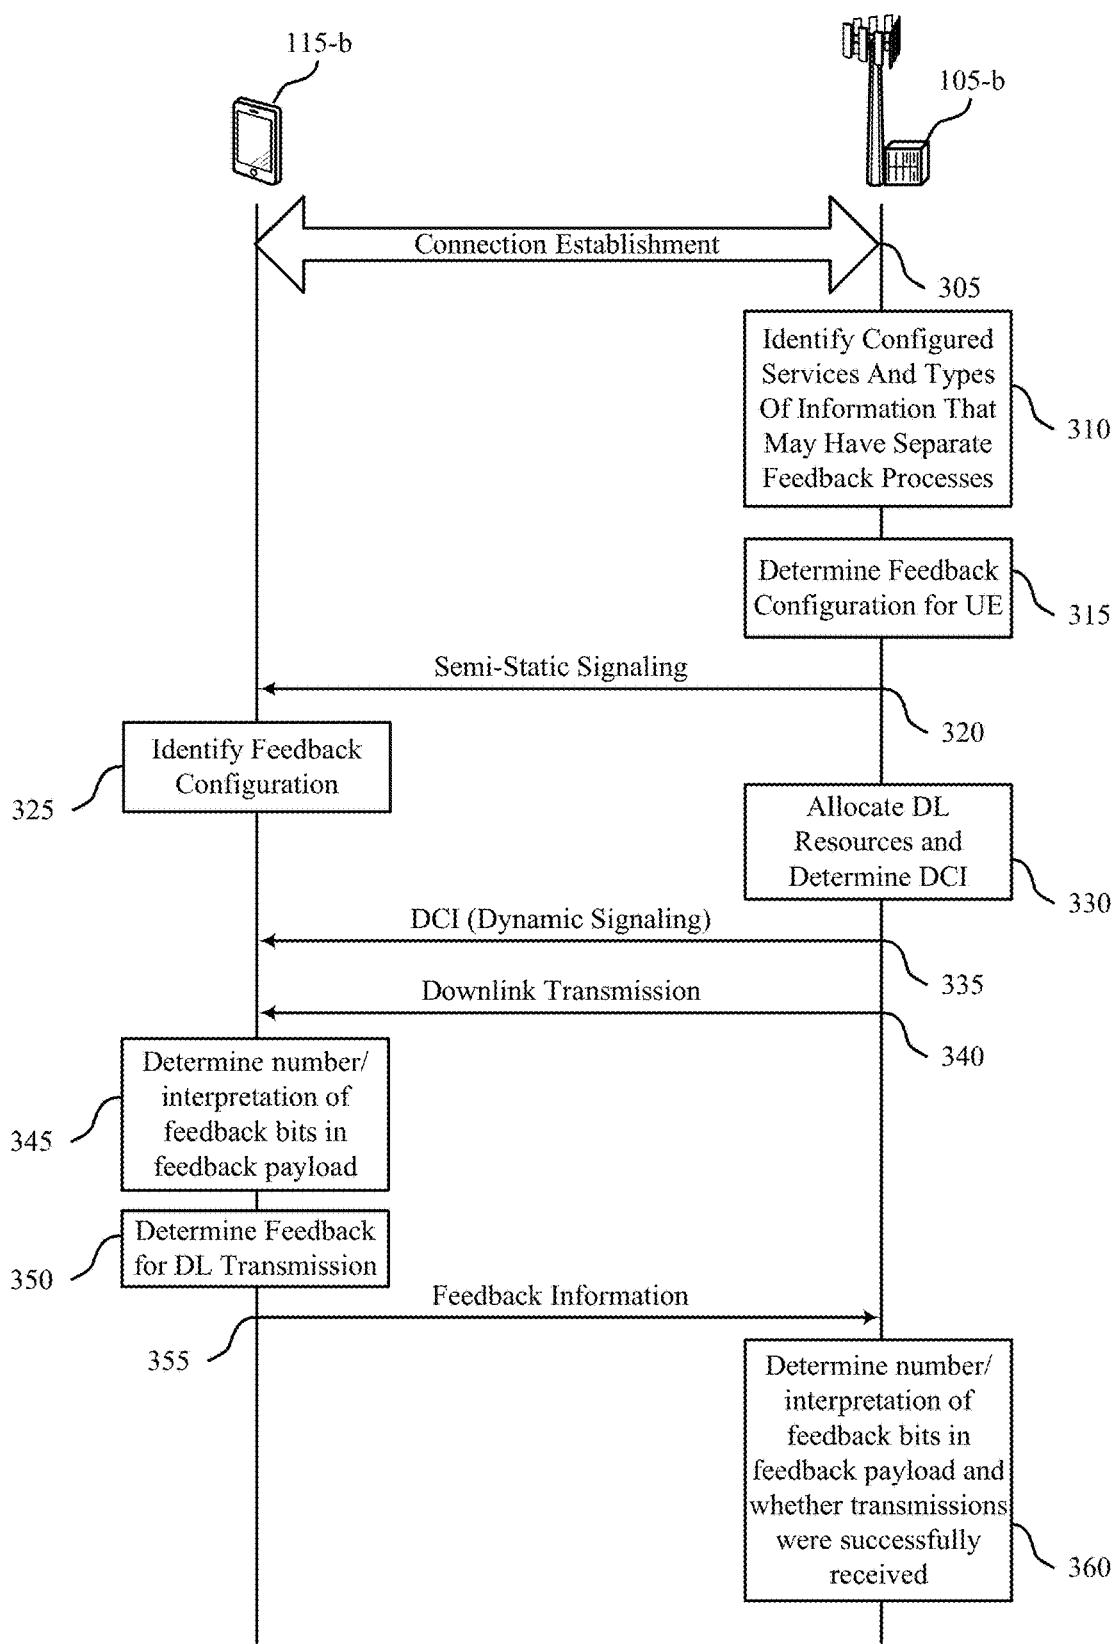 115-b
105-b
Connection Establishment
305
Identify Configured
Services And Types
Of Information That
May Have Separate
Feedback Processes
310
Determine Feedback
Configuration for UE
315
Semi-Static Signaling
320
Identify Feedback
Configuration
325
Allocate DL
Resources and
Determine DCI
330
DCI (Dynamic Signaling)
335
Downlink Transmission
340
Determine number/
interpretation of
feedback bits in
feedback payload
345
Determine Feedback
for DL Transmission
350
Feedback Information
355
Determine number/
interpretation of
feedback bits in
feedback payload and
whether transmissions
were successfully
received
360